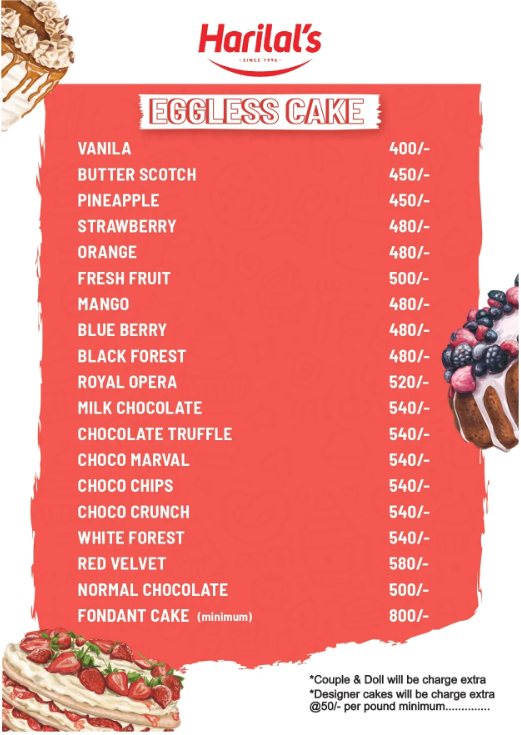 Harilal's
• SINCE 1996 •
EGGLESS CAKE
VANILA 400/-
BUTTER SCOTCH 450/-
PINEAPPLE 450/-
STRAWBERRY 480/-
ORANGE 480/-
FRESH FRUIT 500/-
MANGO 480/-
BLUE BERRY 480/-
BLACK FOREST 480/-
ROYAL OPERA 520/-
MILK CHOCOLATE 540/-
CHOCOLATE TRUFFLE 540/-
CHOCO MARVAL 540/-
CHOCO CHIPS 540/-
CHOCO CRUNCH 540/-
WHITE FOREST 540/-
RED VELVET 580/-
NORMAL CHOCOLATE 500/-
FONDANT CAKE (minimum) 800/-
*Couple & Doll will be charge extra
*Designer cakes will be charge extra
@50/- per pound minimum..............